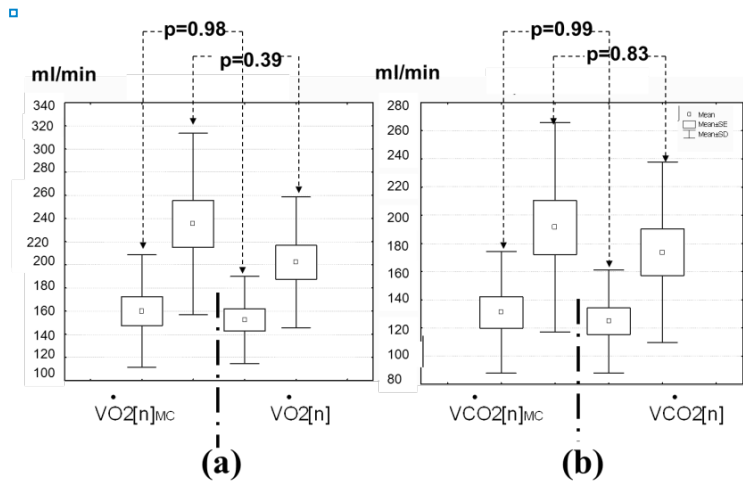 p=0.98
p=0.39
ml/min
340
320
300
260
260
240
220
200
180
160
140
120
100
VO2[n]MC
VO2[n]
(a)
p=0.99
p=0.83
ml/min
280
260
240
220
200
180
160
140
120
100
80
Mean
Mean±SE
Mean±SD
VCO2[n]MC
VCO2[n]
(b)